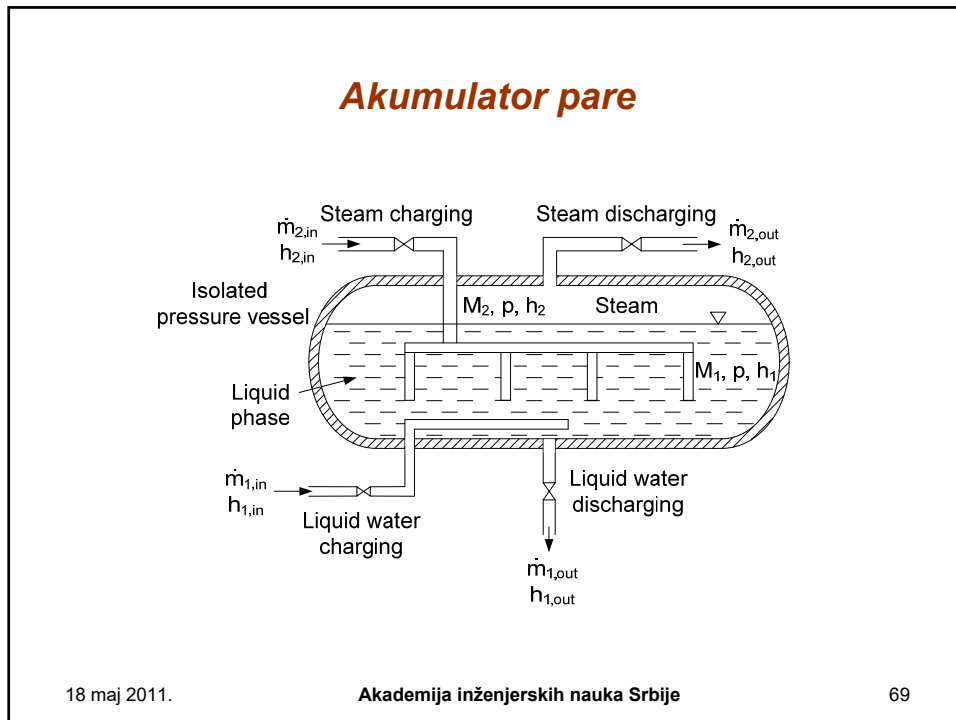 Akumulator pare
Steam charging
Steam discharging
ṁ2,in
h2,in
ṁ2,out
h2,out
Isolated
pressure vessel
M2, p, h2
Steam
M1, p, h1
Liquid
phase
ṁ1,in
h1,in
Liquid water
charging
Liquid water
discharging
ṁ1,out
h1,out
18 maj 2011.
Akademija inženjerskih nauka Srbije
69